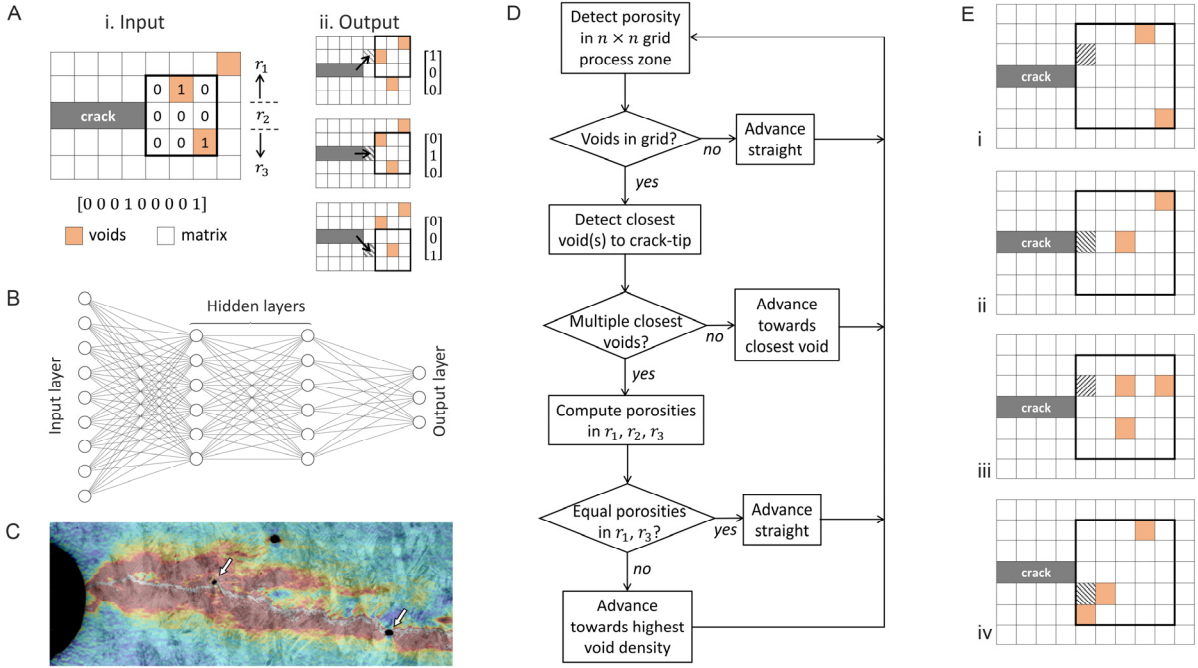 A
i. Input
ii. Output
r1
0 1 0
crack
0 0 0
r2
0 0 1
r3
[0 0 0 1 0 0 0 0 1]
voids
matrix
[1
0
0]
[0
1
0]
[0
0
1]
B
Hidden layers
Input layer
Output layer
C
D
Detect porosity
in n × n grid
process zone
Voids in grid?
no
Advance
straight
yes
Detect closest
void(s) to crack-tip
Multiple closest
voids?
no
Advance
towards
closest void
yes
Compute porosities
in r1, r2, r3
Equal porosities
in r1, r3?
yes
Advance
straight
no
Advance
towards highest
void density
E
crack
i
crack
ii
crack
iii
crack
iv